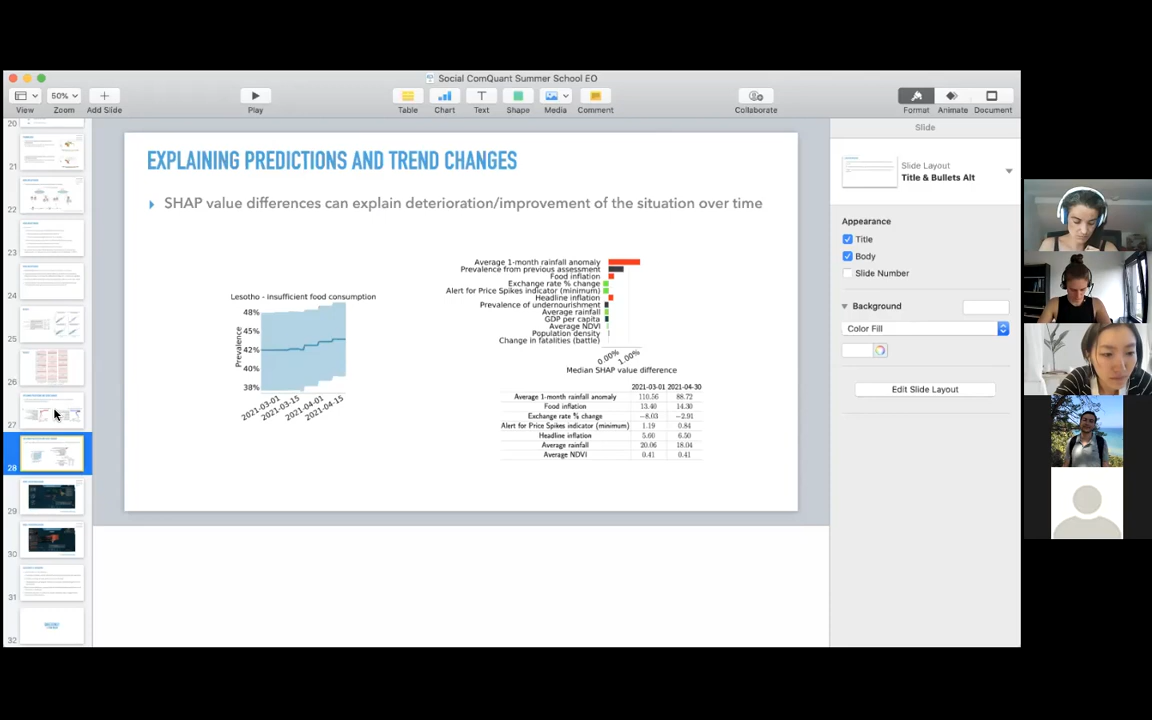 Social ComQuant Summer School EO
50%
View
Zoom
Add Slide
Play
Table
Chart
Text
Shape
Media
Comment
Collaborate
Format
Animate
Document
20
21
22
23
24
25
26
27
28
29
30
31
32
EXPLAINING PREDICTIONS AND TREND CHANGES
SHAP value differences can explain deterioration/improvement of the situation over time
Lesotho - insufficient food consumption
Prevalence
48%
45%
42%
40%
38%
2021-03-01
2021-03-15
2021-04-01
2021-04-15
Average 1-month rainfall anomaly
Prevalence from previous assessment
Food inflation
Exchange rate % change
Alert for Price Spikes indicator (minimum)
Headline inflation
Prevalence of undernourishment
Average rainfall
GDP per capita
Average NDVI
Population density
Change in fatalities (battle)
0.00%
1.00%
Median SHAP value difference
2021-03-01 2021-04-30
Average 1-month rainfall anomaly 110.56 88.72
Food inflation 13.40 14.30
Exchange rate % change −8.03 −2.91
Alert for Price Spikes indicator (minimum) 1.19 0.84
Headline inflation 5.60 6.50
Average rainfall 20.06 18.04
Average NDVI 0.41 0.41
Slide
Slide Layout
Title & Bullets Alt
Appearance
Title
Body
Slide Number
Background
Color Fill
Edit Slide Layout